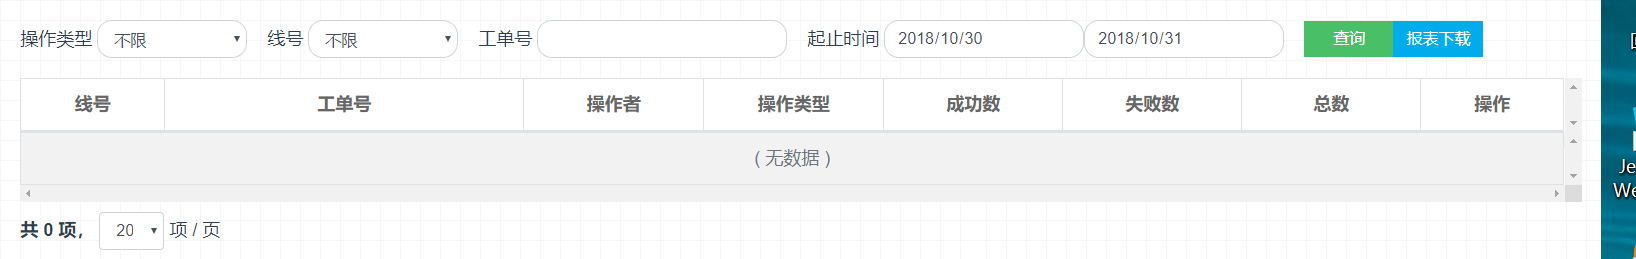 操作类型 不限 线号 不限 工单号 起止时间 2018/10/30 2018/10/31 查询 报表下载
线号 工单号 操作者 操作类型 成功数 失败数 总数 操作
( 无数据 )
共 0 项， 20 项 / 页
Je
We